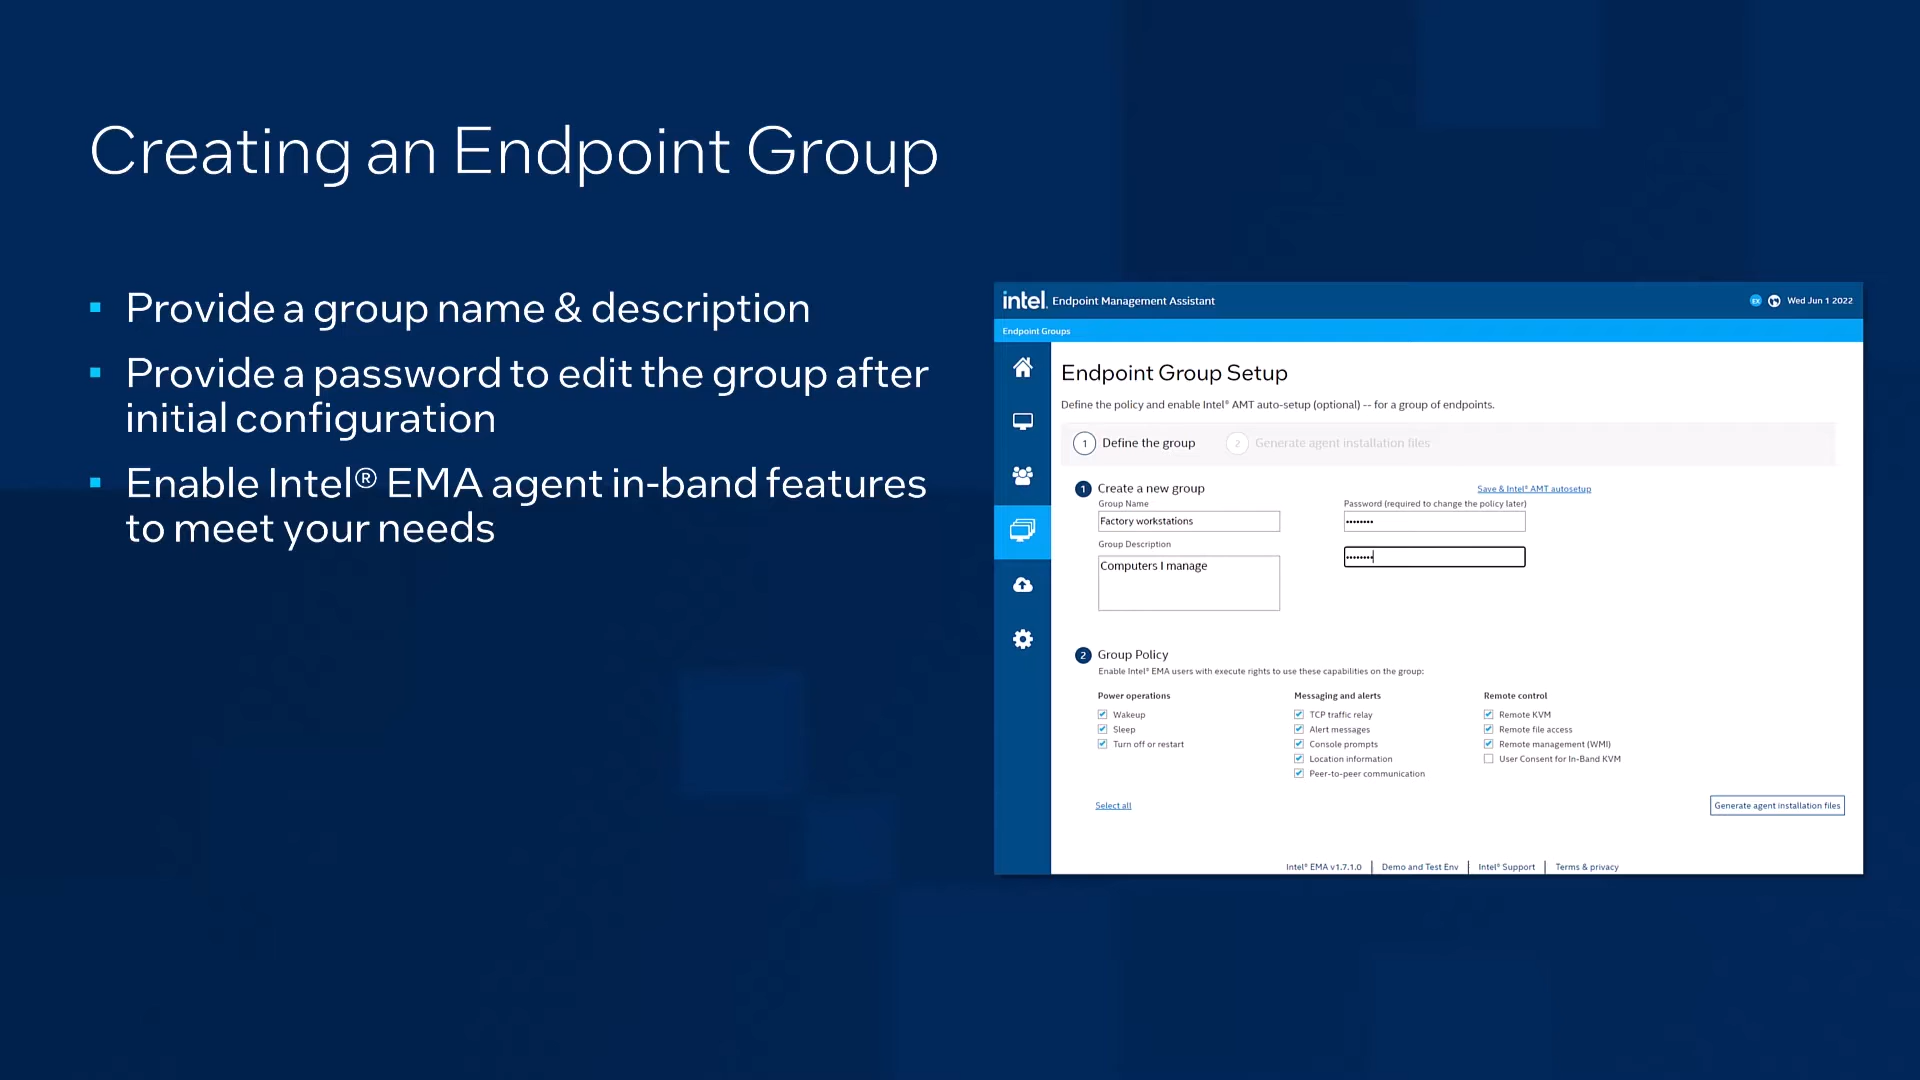 Creating an Endpoint Group
Provide a group name & description
Provide a password to edit the group after
initial configuration
Enable Intel® EMA agent in-band features
to meet your needs
intel. Endpoint Management Assistant
EX
Wed Jun 1 2022
Endpoint Groups
Endpoint Group Setup
Define the policy and enable Intel® AMT auto-setup (optional) -- for a group of endpoints.
1 Define the group
2 Generate agent installation files
1 Create a new group
Save & Intel® AMT autosetup
Group Name
Password (required to change the policy later)
Factory workstations
••••••••
Group Description
••••••••
Computers I manage
2 Group Policy
Enable Intel® EMA users with execute rights to use these capabilities on the group:
Power operations
Wakeup
Sleep
Turn off or restart
Messaging and alerts
TCP traffic relay
Alert messages
Console prompts
Location information
Peer-to-peer communication
Remote control
Remote KVM
Remote file access
Remote management (WMI)
User Consent for In-Band KVM
Select all
Generate agent installation files
Intel® EMA v1.7.1.0 | Demo and Test Env | Intel® Support | Terms & privacy